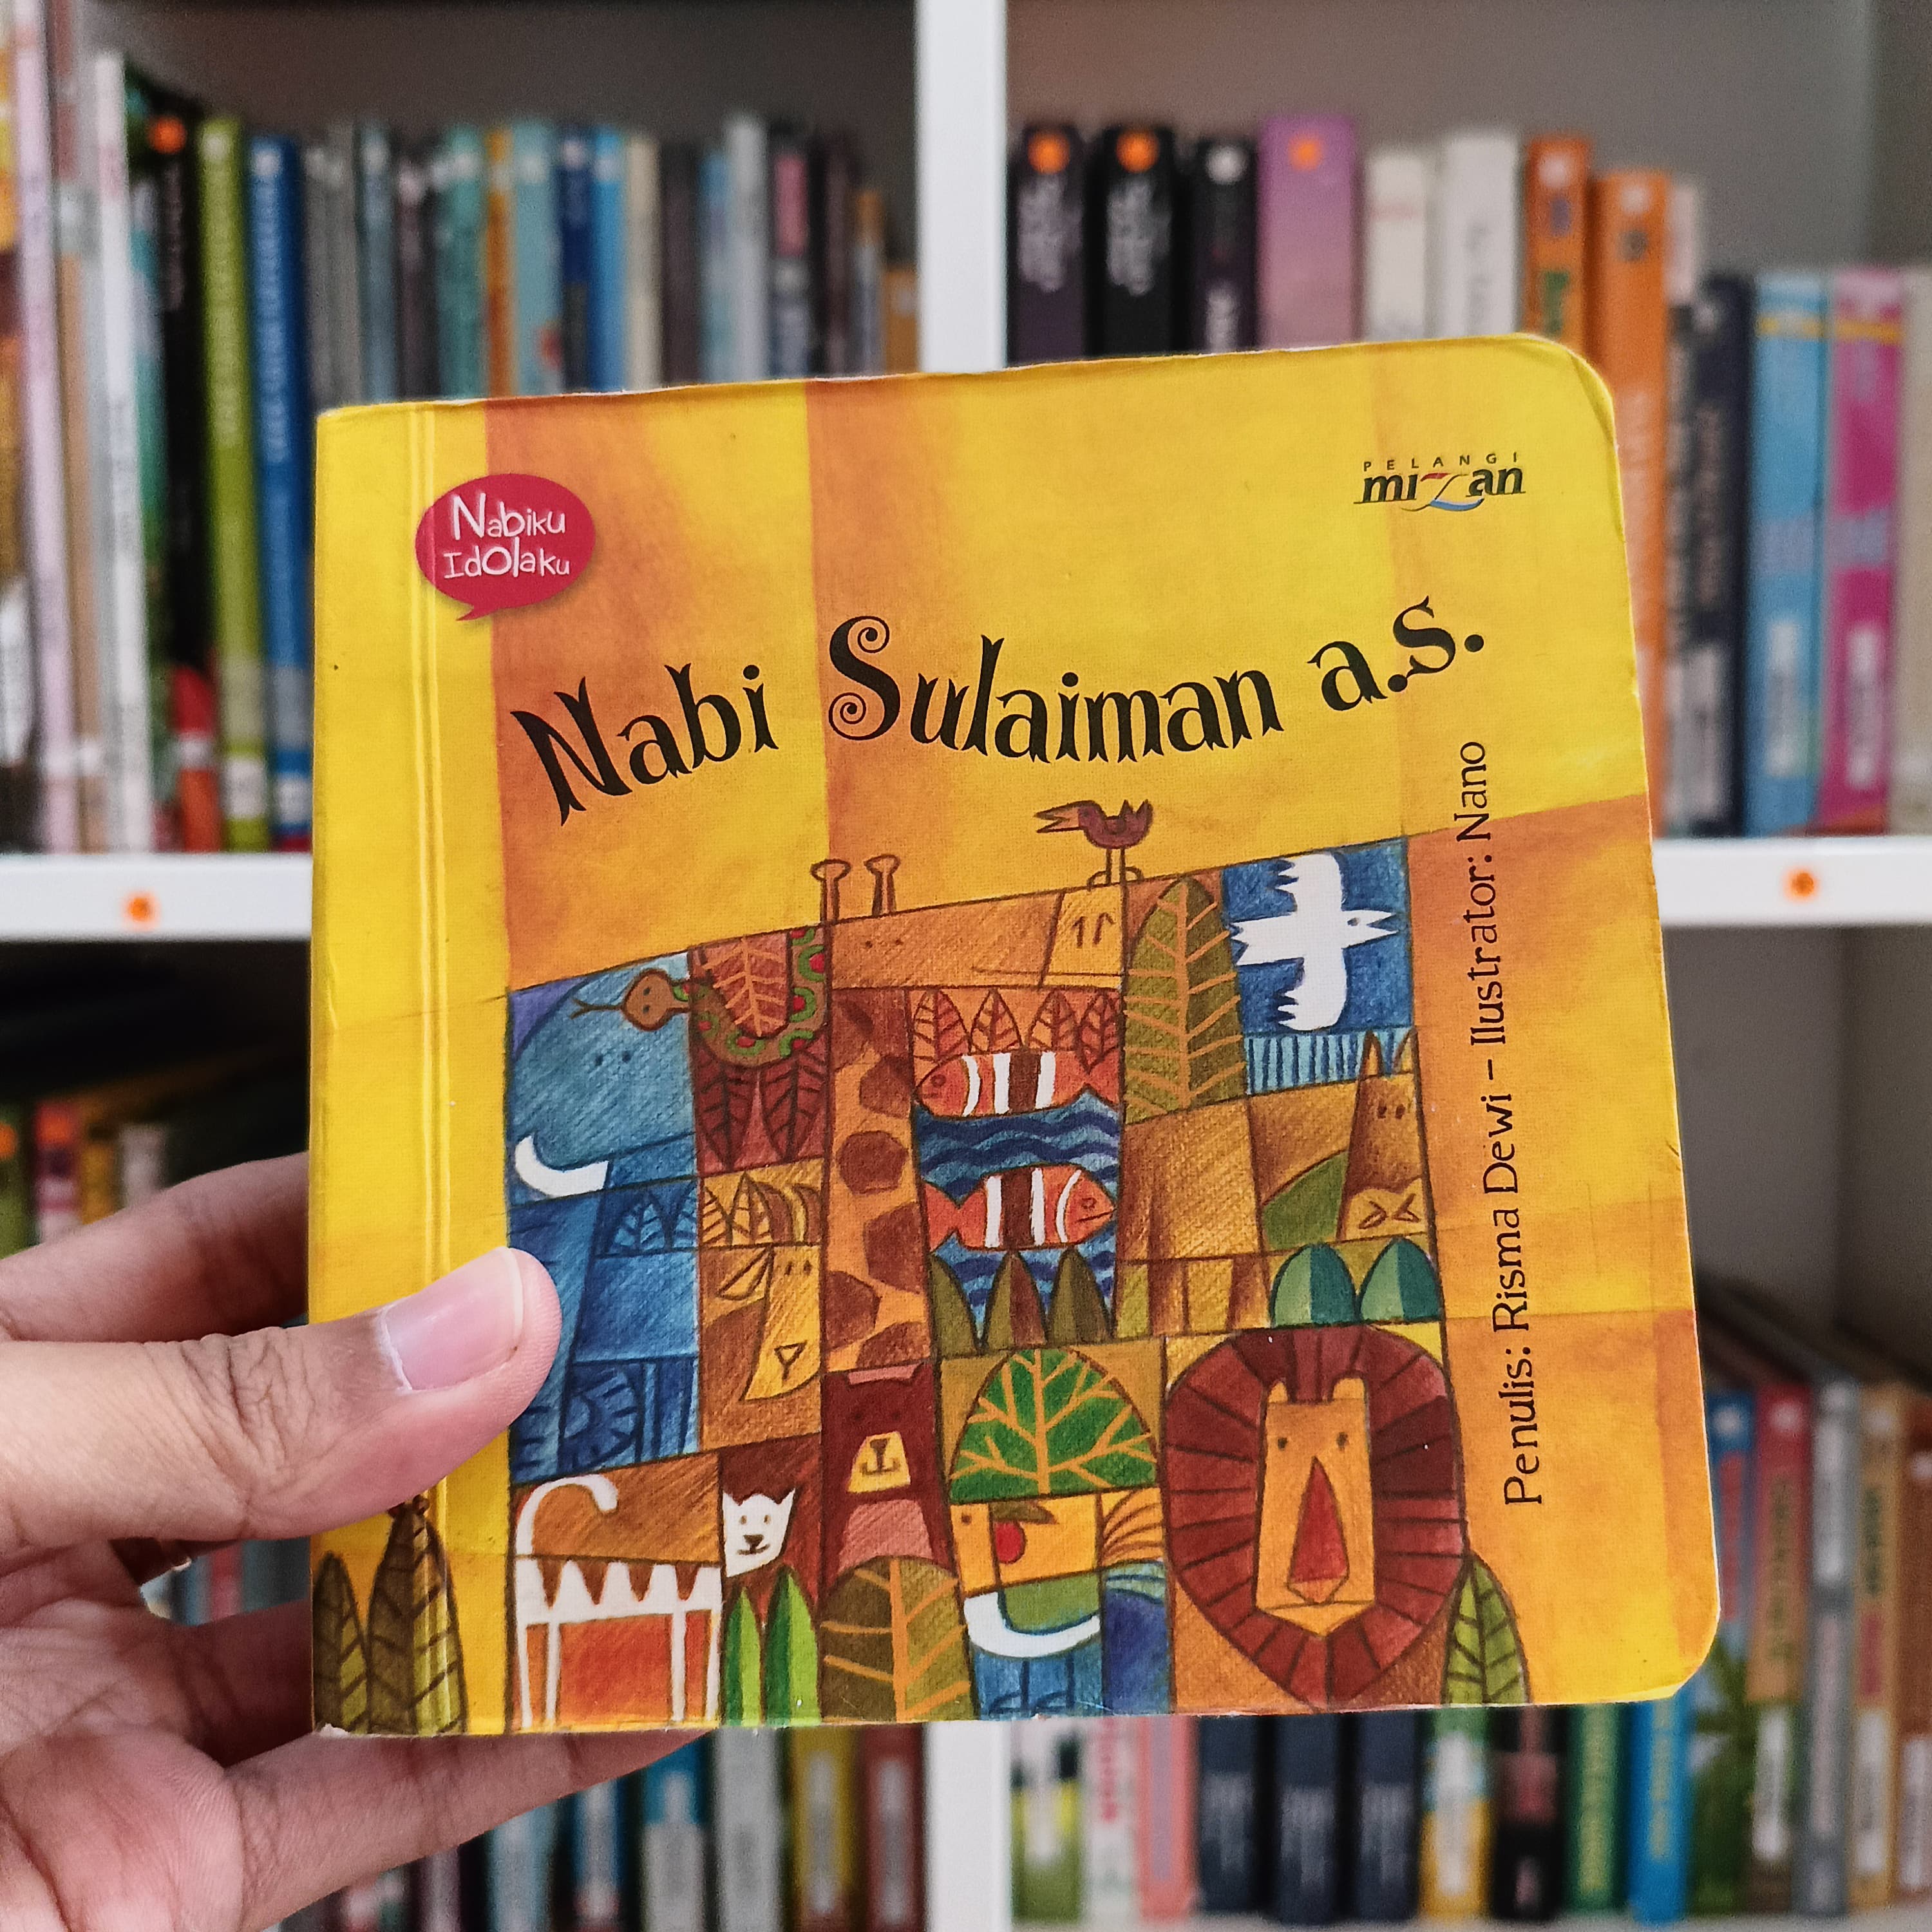 Nabiku
Idolaku
PELANGI
mizan
Nabi Sulaiman a.s.
Penulis: Risma Dewi – Ilustrator: Nano